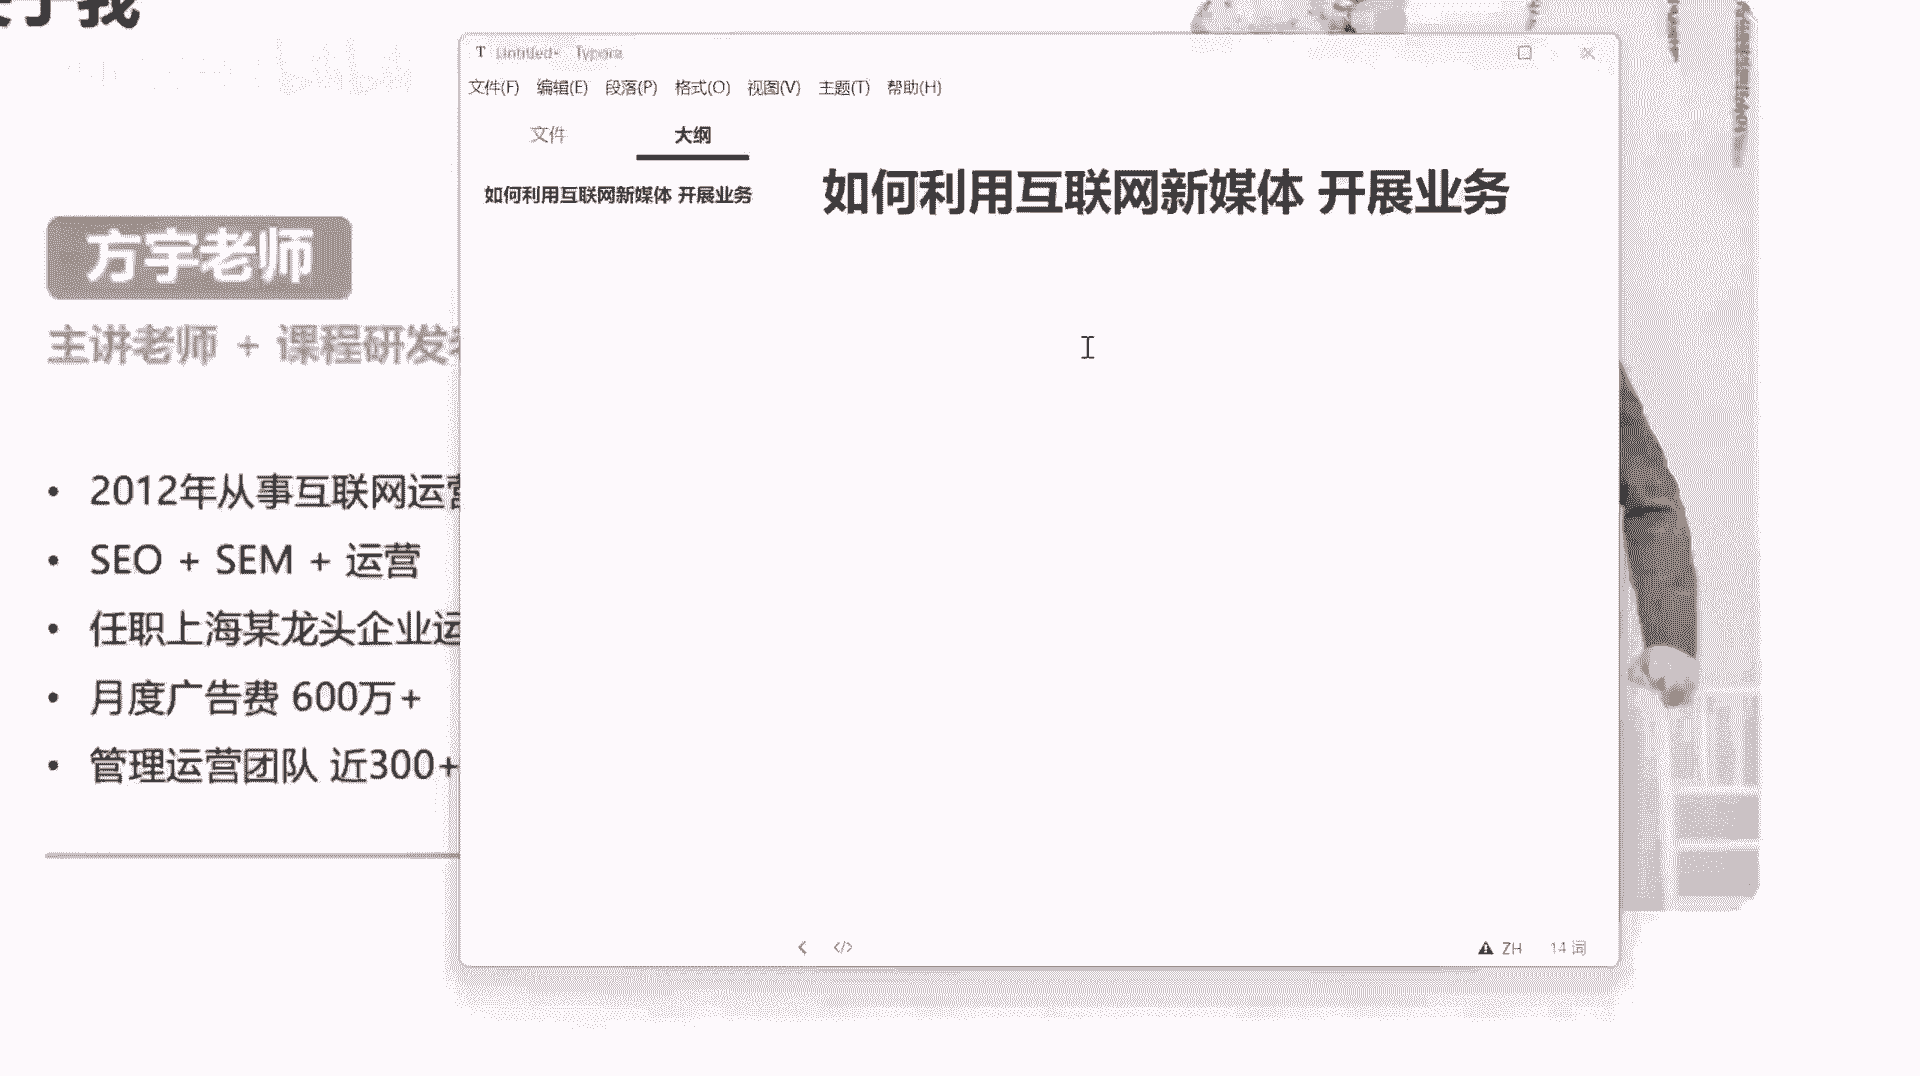 于我
bilibili
T Untitled• Typora
文件(F) 编辑(E) 段落(P) 格式(O) 视图(V) 主题(T) 帮助(H)
文件 大纲
如何利用互联网新媒体 开展业务
如何利用互联网新媒体 开展业务
方宇老师
主讲老师 + 课程研发
• 2012年从事互联网运营
• SEO + SEM + 运营
• 任职上海某龙头企业运
• 月度广告费 600万+
• 管理运营团队 近300+
</> ZH 14 词